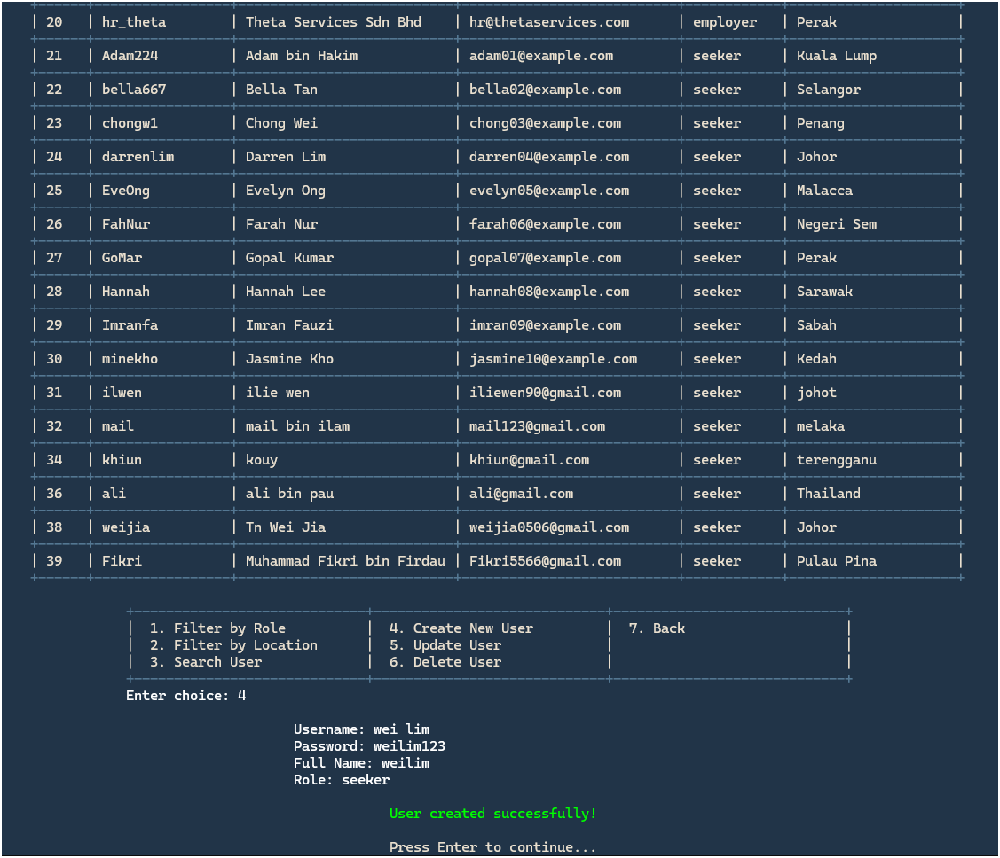 | 20 | hr_theta | Theta Services Sdn Bhd | hr@thetaservices.com | employer | Perak |
| 21 | Adam224 | Adam bin Hakim | adam01@example.com | seeker | Kuala Lump |
| 22 | bella667 | Bella Tan | bella02@example.com | seeker | Selangor |
| 23 | chongw1 | Chong Wei | chong03@example.com | seeker | Penang |
| 24 | darrenlim | Darren Lim | darren04@example.com | seeker | Johor |
| 25 | EveOng | Evelyn Ong | evelyn05@example.com | seeker | Malacca |
| 26 | FahNur | Farah Nur | farah06@example.com | seeker | Negeri Sem |
| 27 | GoMar | Gopal Kumar | gopal07@example.com | seeker | Perak |
| 28 | Hannah | Hannah Lee | hannah08@example.com | seeker | Sarawak |
| 29 | Imranfa | Imran Fauzi | imran09@example.com | seeker | Sabah |
| 30 | minekho | Jasmine Kho | jasmine10@example.com | seeker | Kedah |
| 31 | ilwen | ilie wen | iliewen90@gmail.com | seeker | johot |
| 32 | mail | mail bin ilam | mail123@gmail.com | seeker | melaka |
| 34 | khiun | kouy | khiun@gmail.com | seeker | terengganu |
| 36 | ali | ali bin pau | ali@gmail.com | seeker | Thailand |
| 38 | weijia | Tn Wei Jia | weijia0506@gmail.com | seeker | Johor |
| 39 | Fikri | Muhammad Fikri bin Firdau | Fikri5566@gmail.com | seeker | Pulau Pina |
| 1. Filter by Role | 4. Create New User | 7. Back |
| 2. Filter by Location | 5. Update User | |
| 3. Search User | 6. Delete User | |
Enter choice: 4
Username: wei lim
Password: weilim123
Full Name: weilim
Role: seeker
User created successfully!
Press Enter to continue...